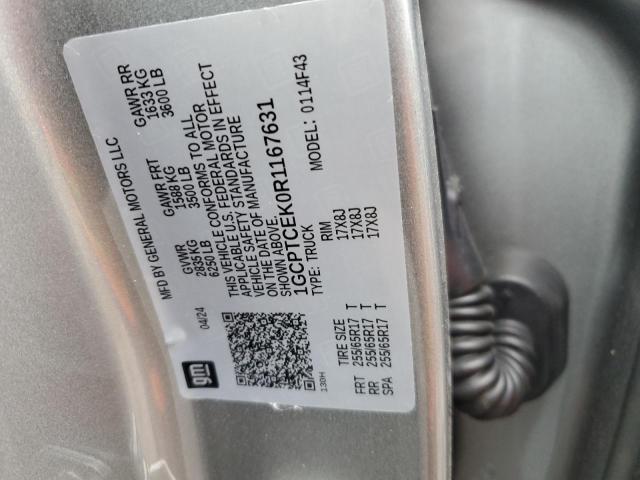 gm
04/24
MFD BY GENERAL MOTORS LLC
GVWR GAWR FRT GAWR RR
2835 KG 1588 KG 1633 KG
6250 LB 3500 LB 3600 LB
THIS VEHICLE CONFORMS TO ALL
APPLICABLE U.S. FEDERAL MOTOR
VEHICLE SAFETY STANDARDS IN EFFECT
ON THE DATE OF MANUFACTURE
SHOWN ABOVE.
1GCPTCEK0R1167631
TYPE: TRUCK MODEL: 0114F43
130H
TIRE SIZE RIM
FRT 255/65R17 T 17X8J
RR 255/65R17 T 17X8J
SPA 255/65R17 T 17X8J